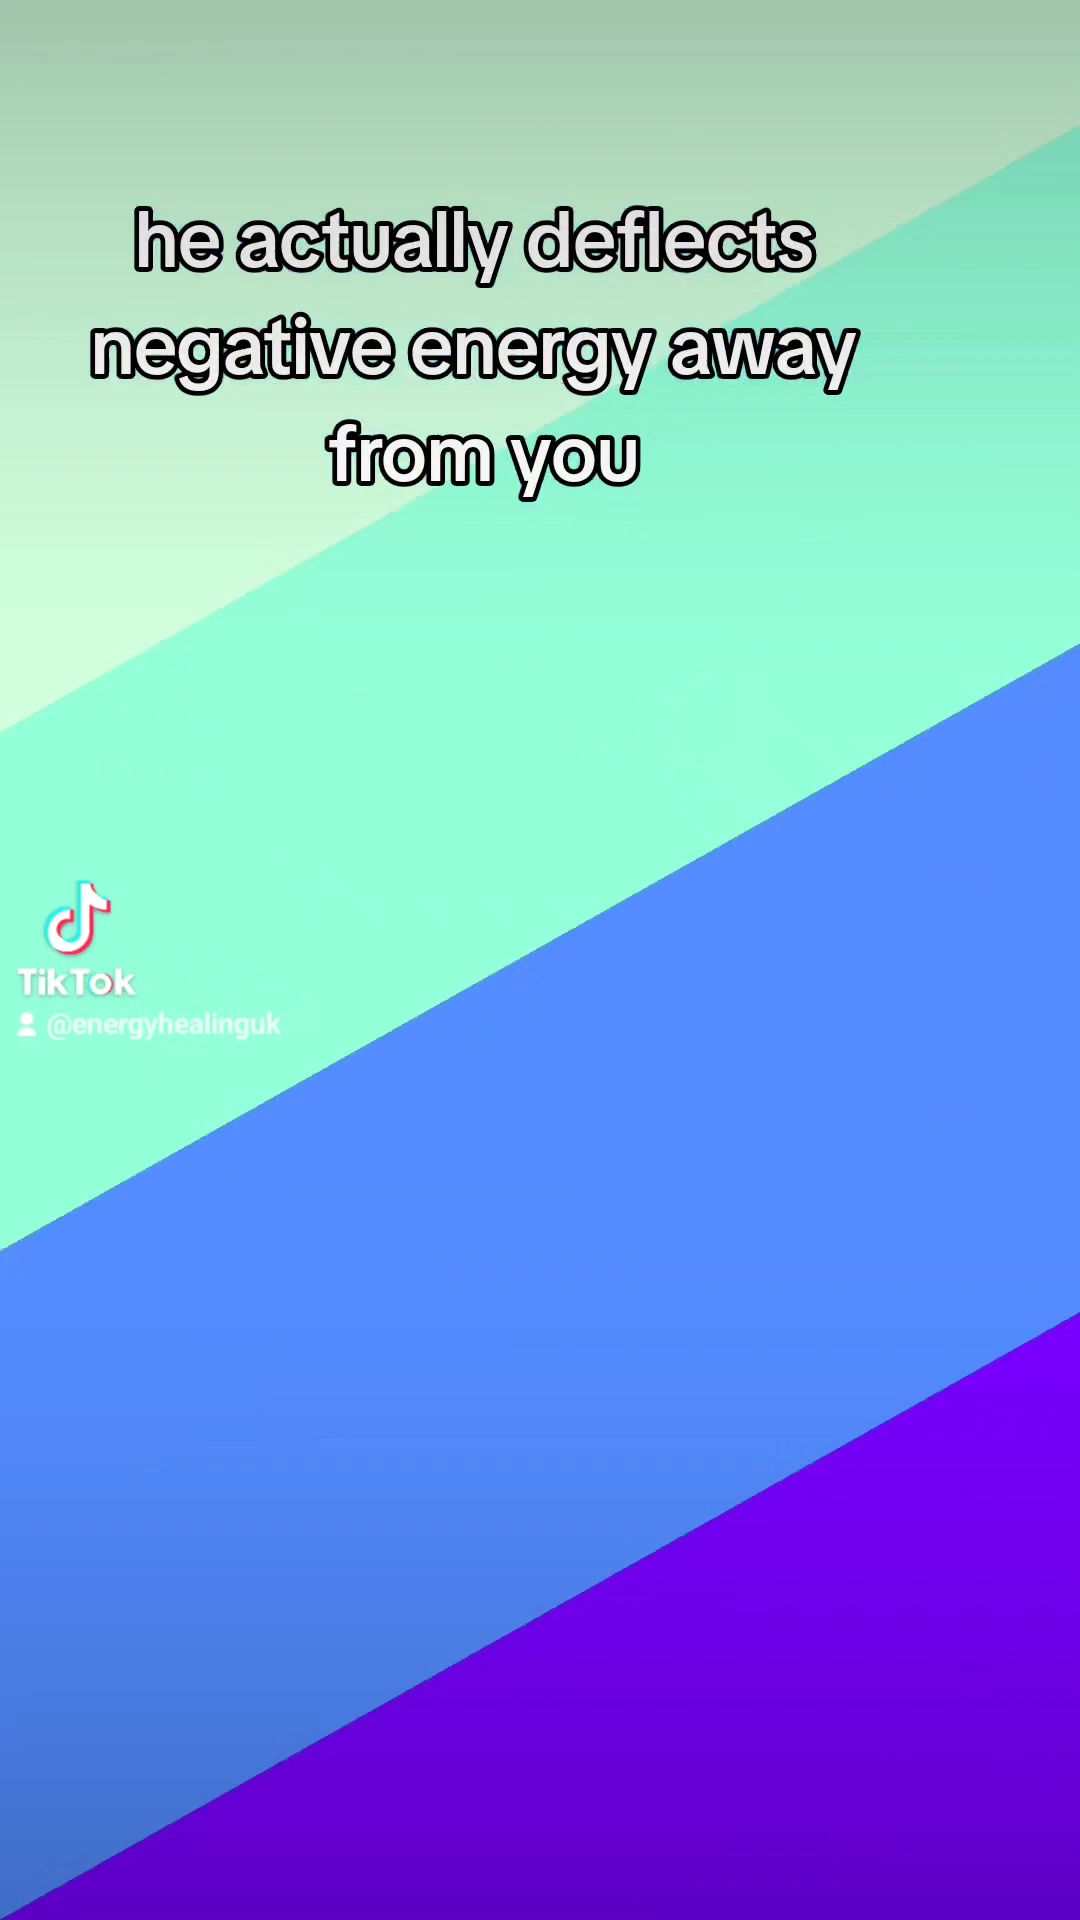 he actually deflects
negative energy away
from you
TikTok
@energyhealinguk